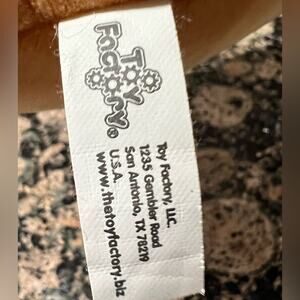 Toy
Factory®
Toy Factory, LLC.
1235 Gembler Road
San Antonio, TX 78219
U.S.A.
www.thetoyfactory.biz